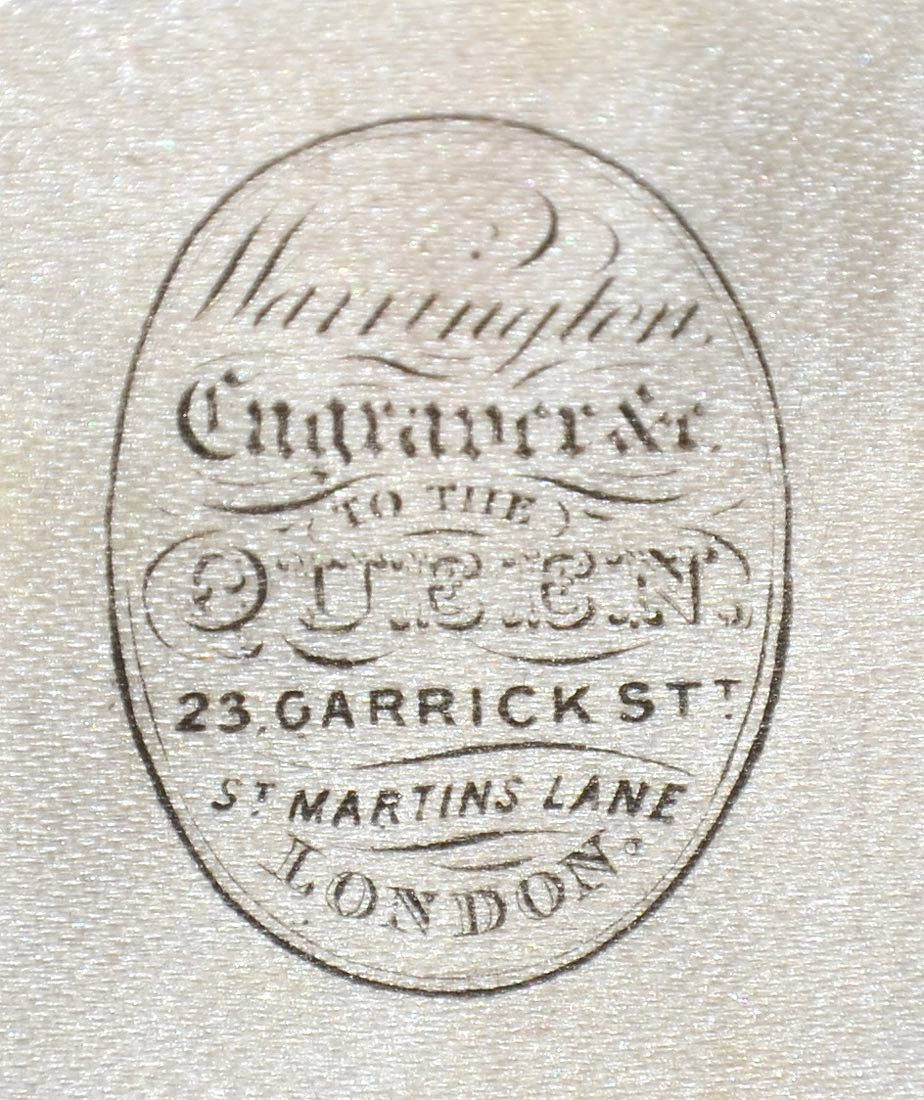 Warrington.
Engraver &c.
TO THE
QUEEN.
23, GARRICK STT
ST MARTINS LANE
LONDON.